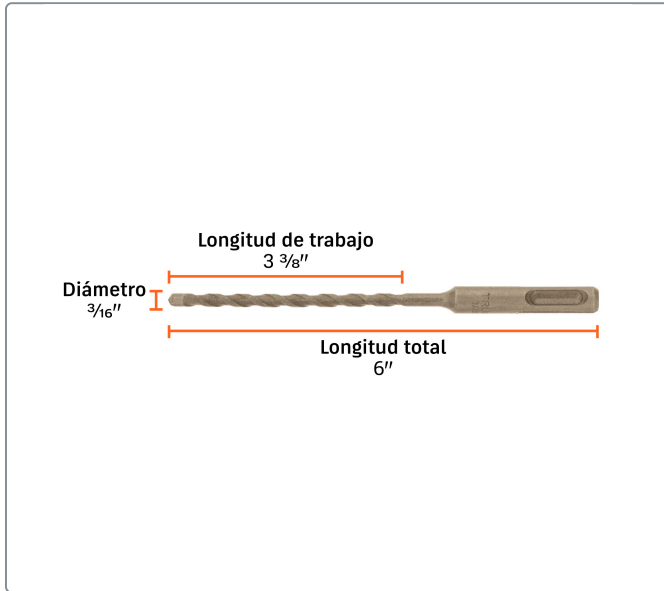 Longitud de trabajo
3 ⅜"
Diámetro
3⁄16"
Longitud total
6"